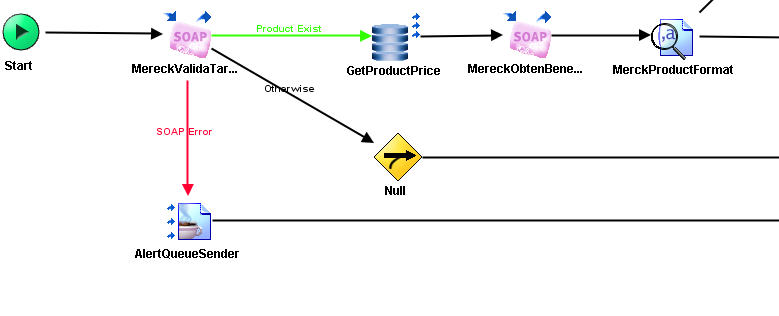 SOAP
Product Exist
SOAP
,a
Start
MereckValidaTar...
GetProductPrice
MereckObtenBene...
MerckProductFormat
Otherwise
SOAP Error
Null
AlertQueueSender